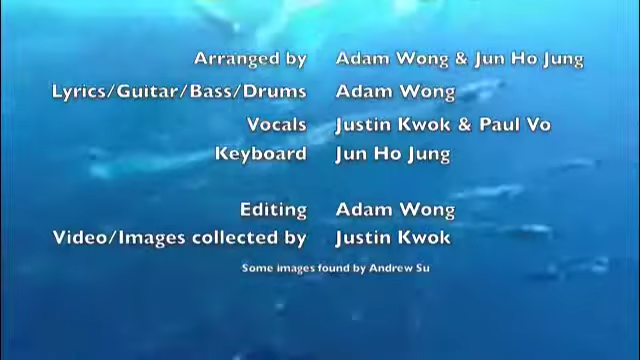 Arranged by Adam Wong & Jun Ho Jung
Lyrics/Guitar/Bass/Drums Adam Wong
Vocals Justin Kwok & Paul Vo
Keyboard Jun Ho Jung
Editing Adam Wong
Video/Images collected by Justin Kwok
Some images found by Andrew Su